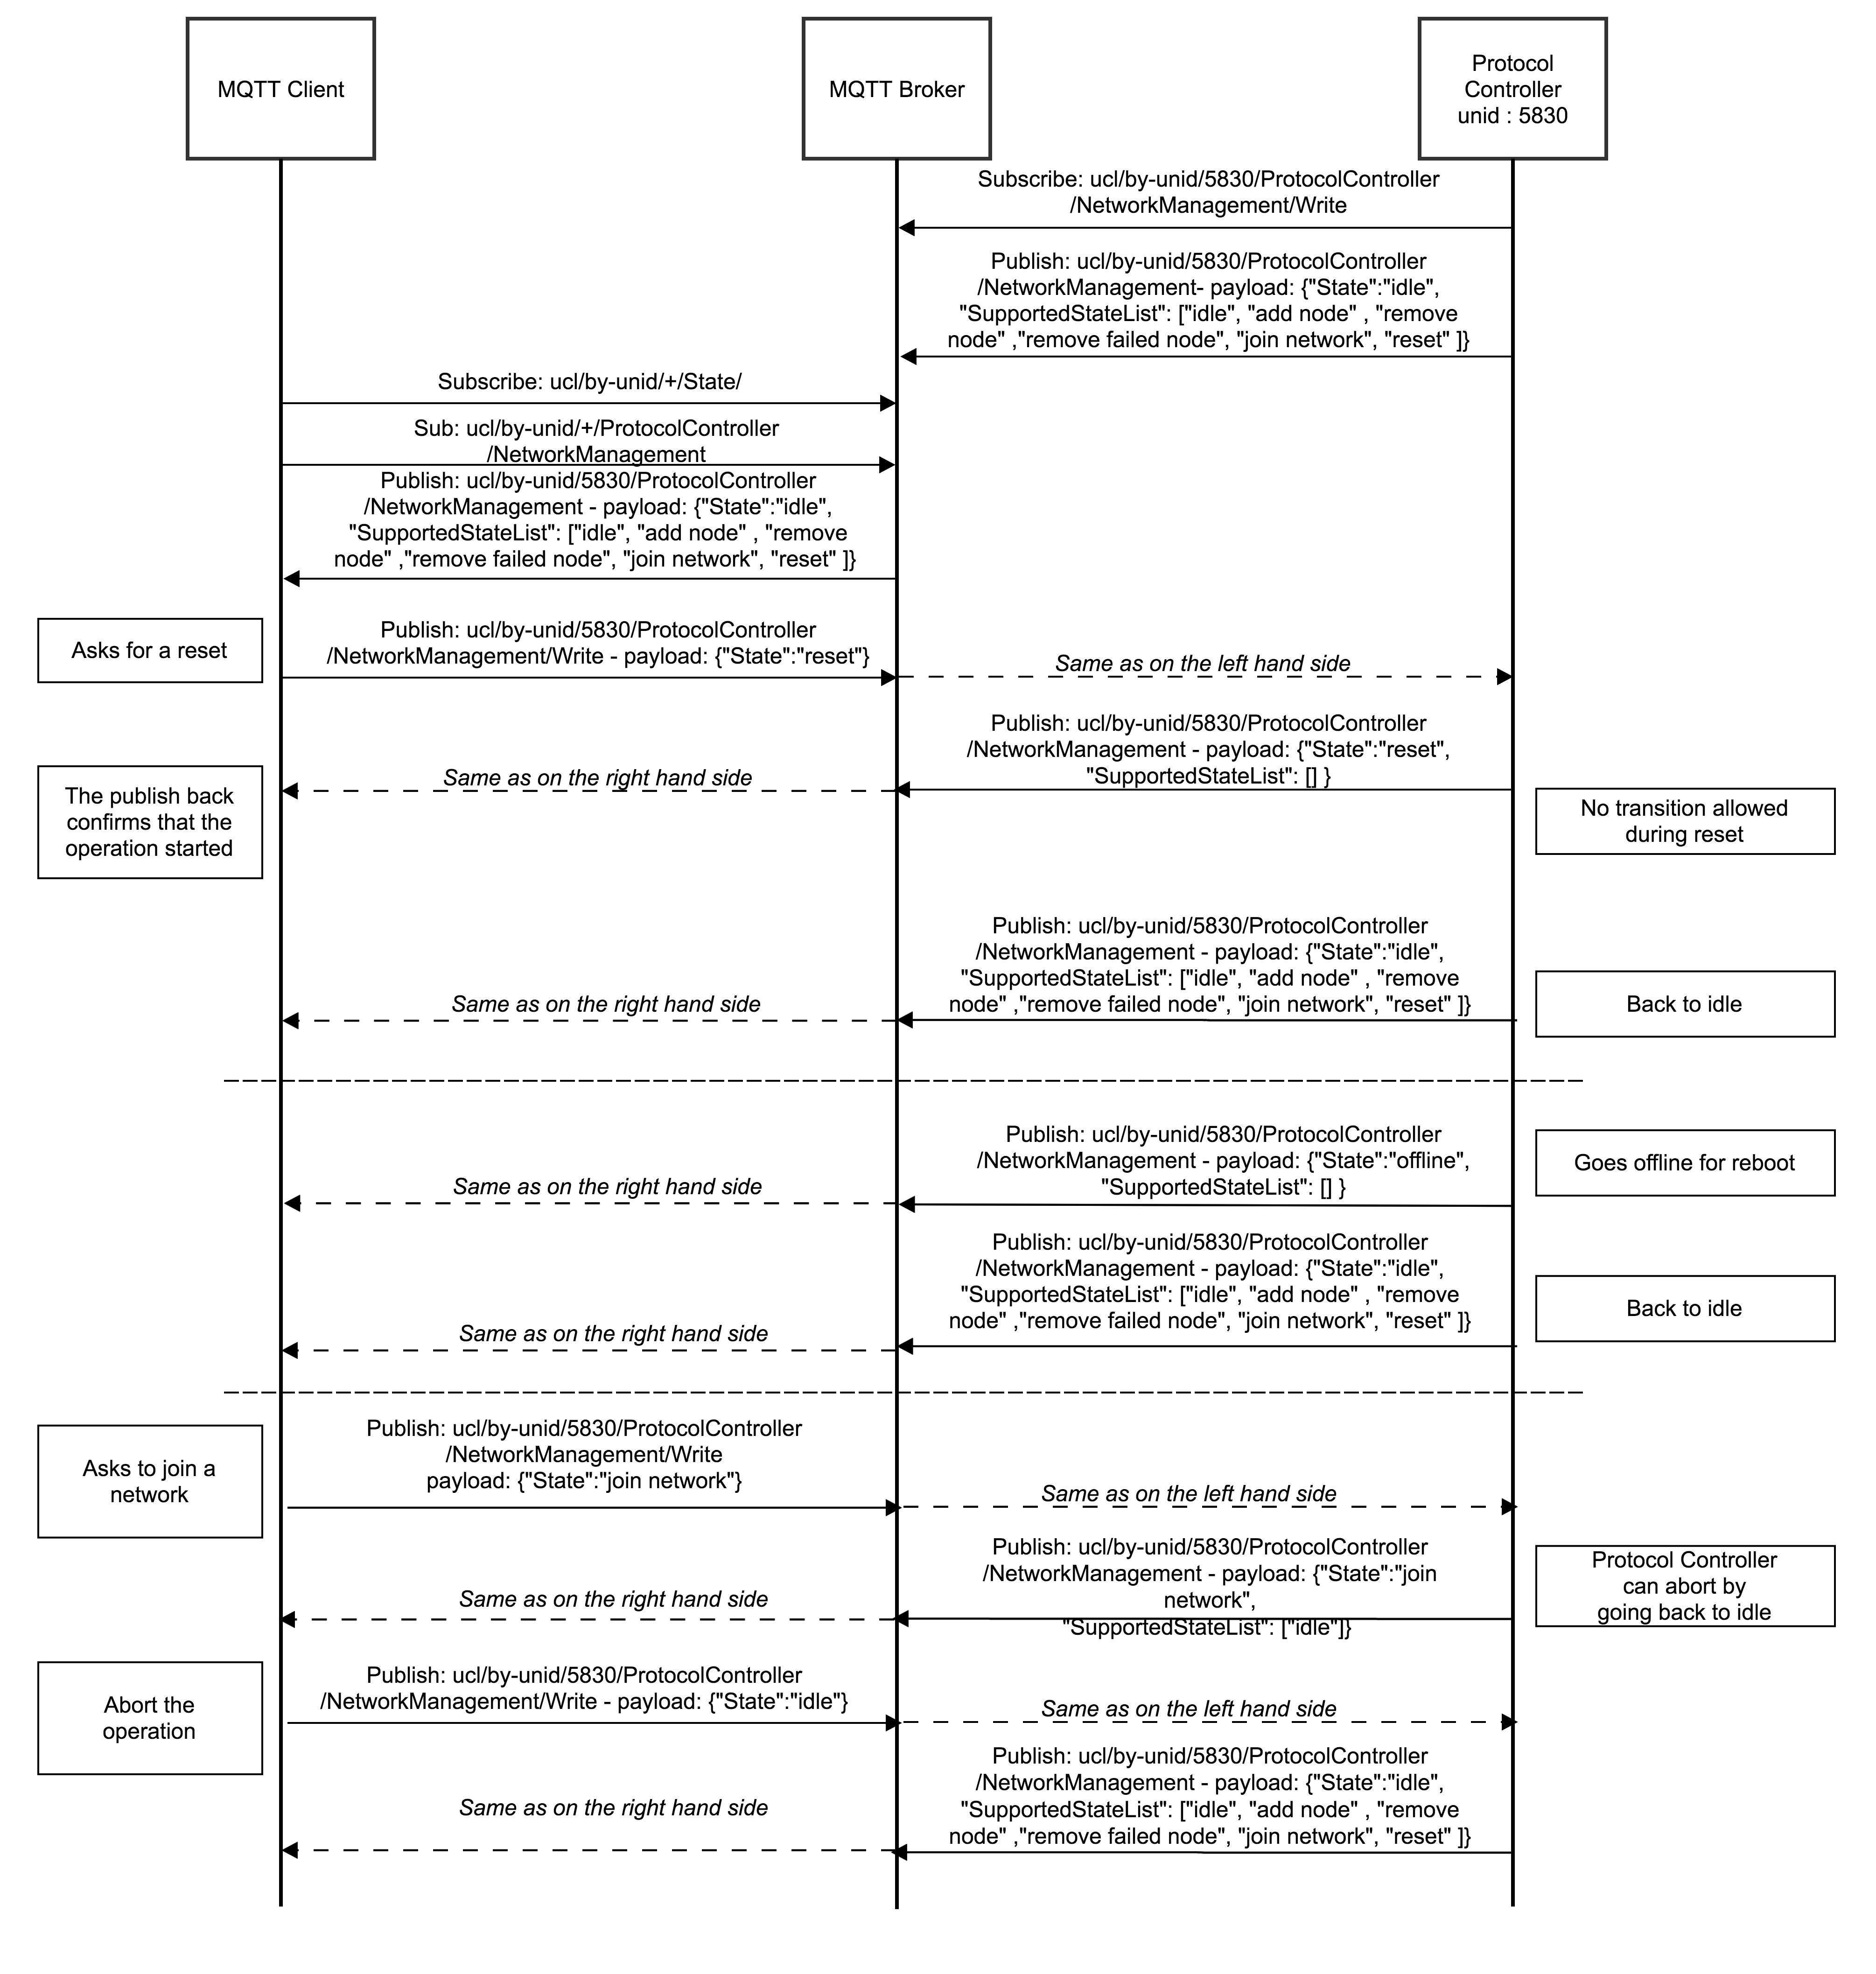 MQTT Client
MQTT Broker
Protocol
Controller
unid : 5830
Subscribe: ucl/by-unid/5830/ProtocolController
/NetworkManagement/Write
Publish: ucl/by-unid/5830/ProtocolController
/NetworkManagement- payload: {"State":"idle",
"SupportedStateList": ["idle", "add node" , "remove
node" ,"remove failed node", "join network", "reset" ]}
Subscribe: ucl/by-unid/+/State/
Sub: ucl/by-unid/+/ProtocolController
/NetworkManagement
Publish: ucl/by-unid/5830/ProtocolController
/NetworkManagement - payload: {"State":"idle",
"SupportedStateList": ["idle", "add node" , "remove
node" ,"remove failed node", "join network", "reset" ]}
Asks for a reset
Publish: ucl/by-unid/5830/ProtocolController
/NetworkManagement/Write - payload: {"State":"reset"}
Same as on the left hand side
Publish: ucl/by-unid/5830/ProtocolController
/NetworkManagement - payload: {"State":"reset",
"SupportedStateList": [] }
Same as on the right hand side
The publish back
confirms that the
operation started
No transition allowed
during reset
Publish: ucl/by-unid/5830/ProtocolController
/NetworkManagement - payload: {"State":"idle",
"SupportedStateList": ["idle", "add node" , "remove
node" ,"remove failed node", "join network", "reset" ]}
Same as on the right hand side
Back to idle
Publish: ucl/by-unid/5830/ProtocolController
/NetworkManagement - payload: {"State":"offline",
"SupportedStateList": [] }
Same as on the right hand side
Goes offline for reboot
Publish: ucl/by-unid/5830/ProtocolController
/NetworkManagement - payload: {"State":"idle",
"SupportedStateList": ["idle", "add node" , "remove
node" ,"remove failed node", "join network", "reset" ]}
Same as on the right hand side
Back to idle
Asks to join a
network
Publish: ucl/by-unid/5830/ProtocolController
/NetworkManagement/Write
payload: {"State":"join network"}
Same as on the left hand side
Publish: ucl/by-unid/5830/ProtocolController
/NetworkManagement - payload: {"State":"join
network",
"SupportedStateList": ["idle"]}
Same as on the right hand side
Protocol Controller
can abort by
going back to idle
Abort the
operation
Publish: ucl/by-unid/5830/ProtocolController
/NetworkManagement/Write - payload: {"State":"idle"}
Same as on the left hand side
Publish: ucl/by-unid/5830/ProtocolController
/NetworkManagement - payload: {"State":"idle",
"SupportedStateList": ["idle", "add node" , "remove
node" ,"remove failed node", "join network", "reset" ]}
Same as on the right hand side